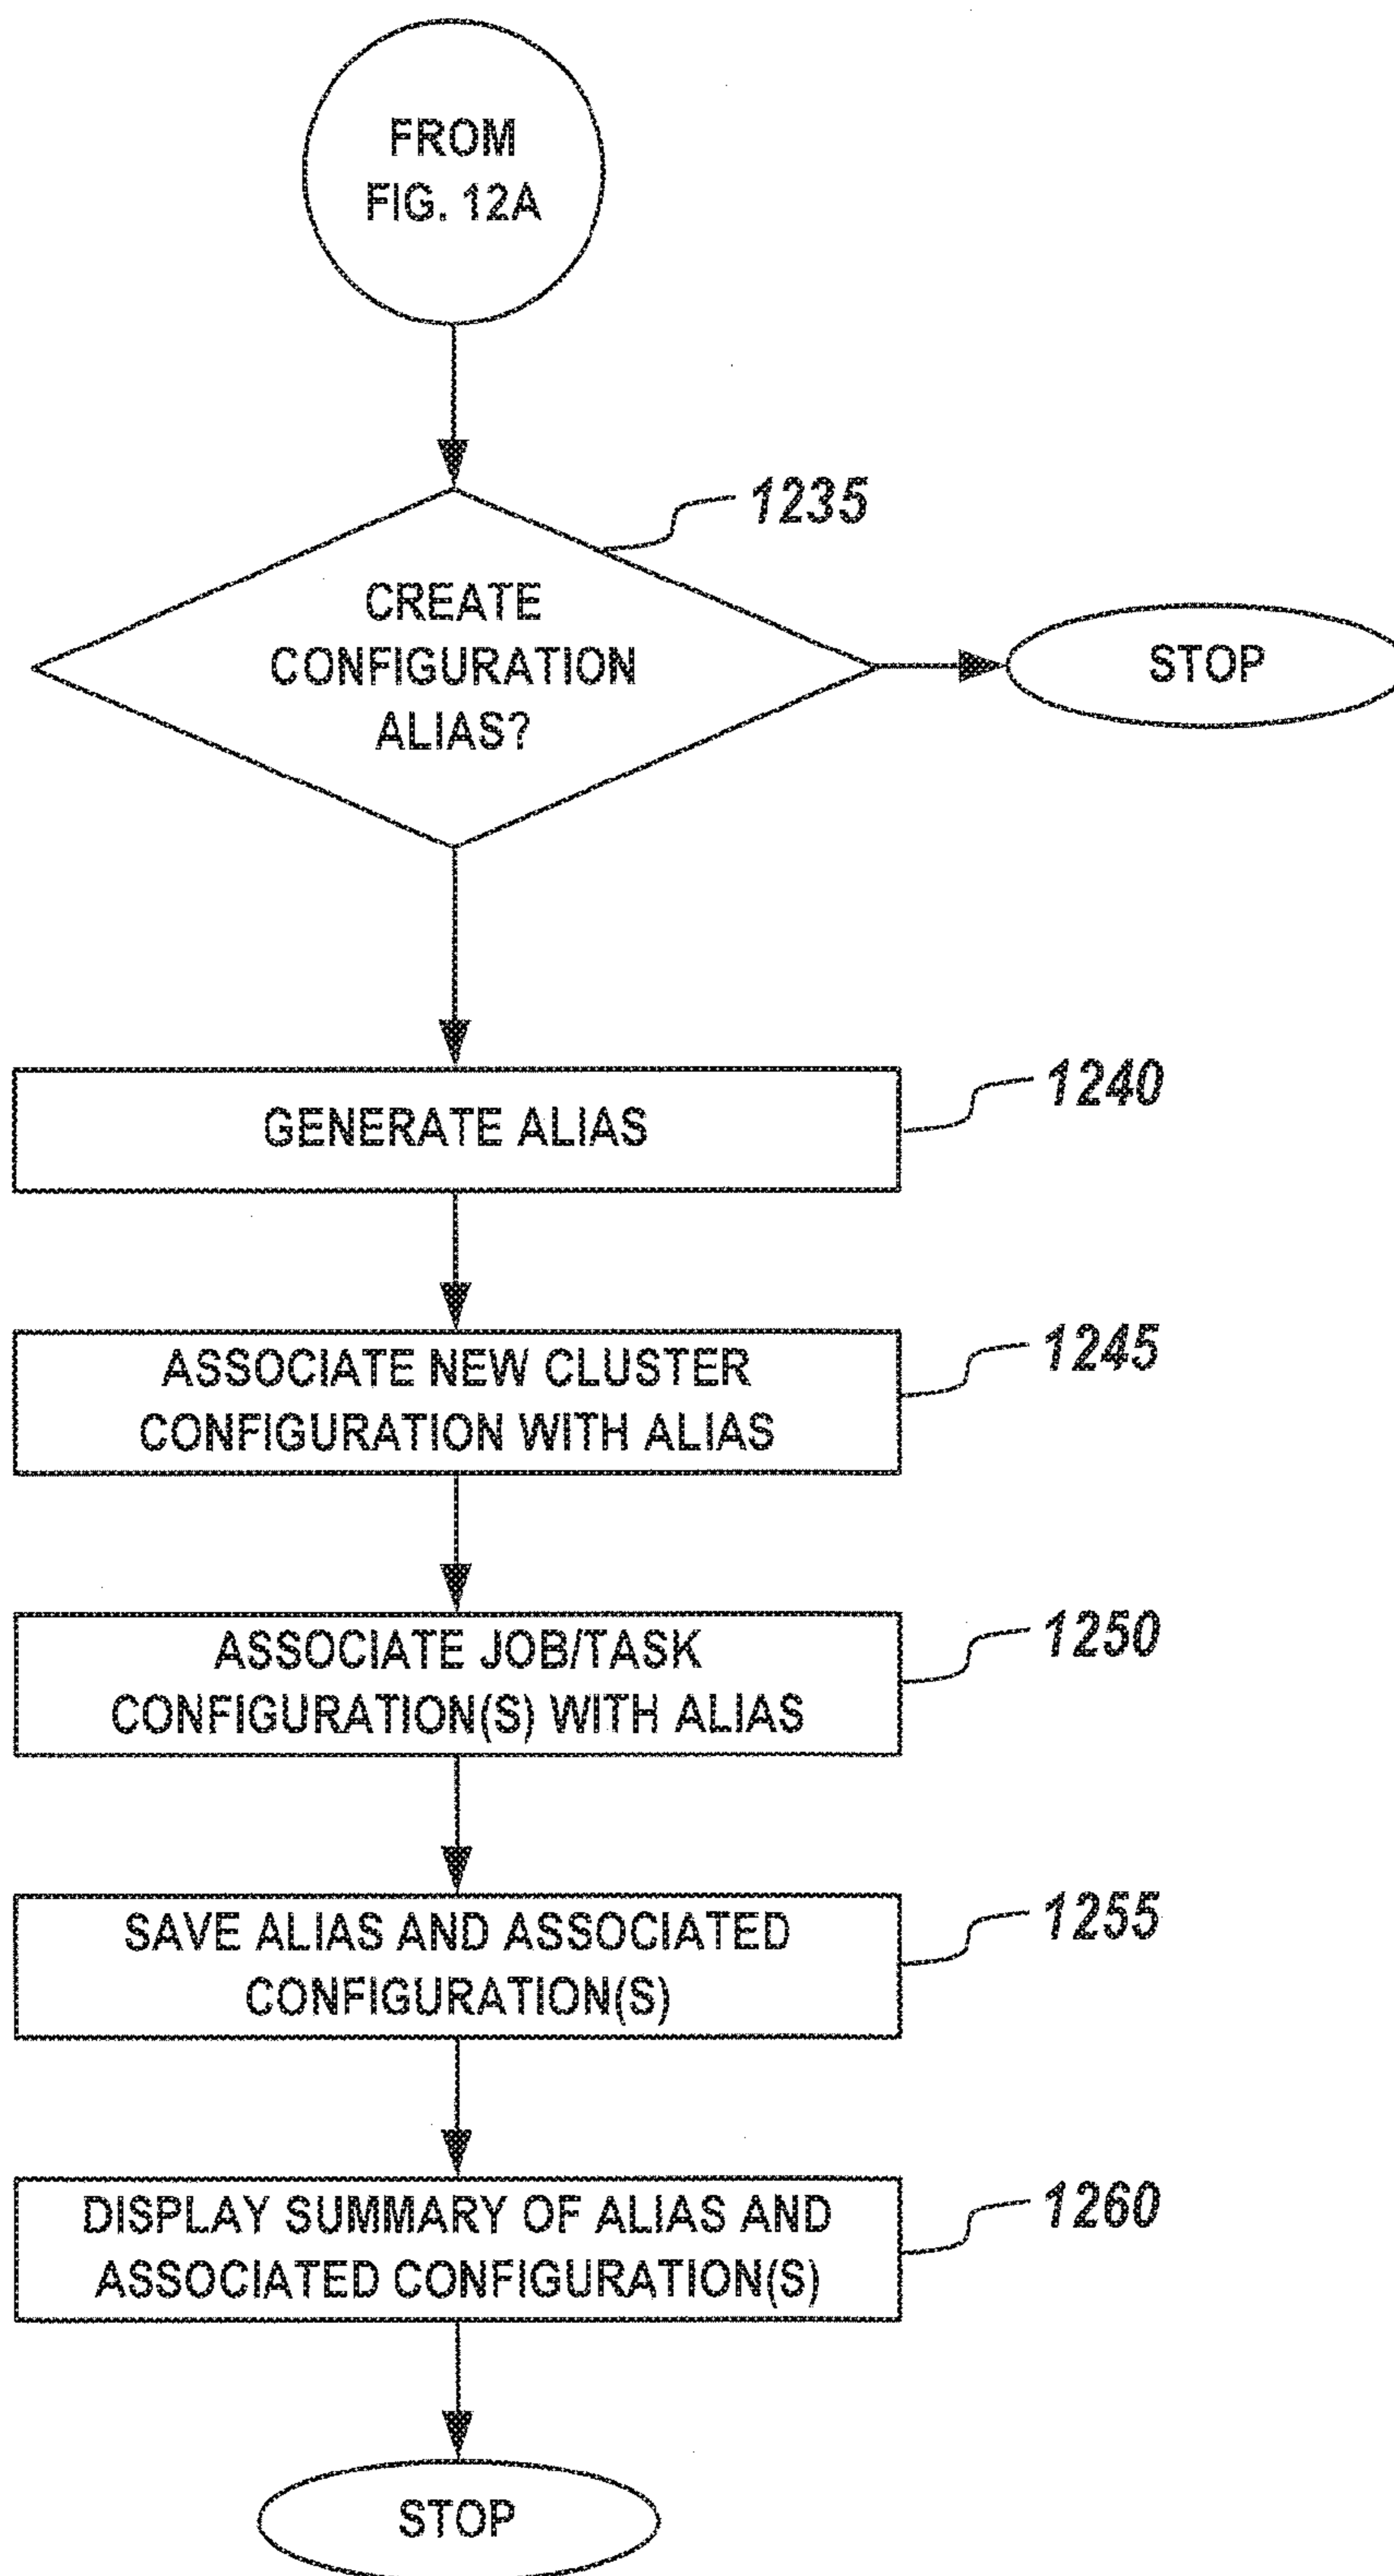 FROM
FIG. 12A
1235
CREATE
CONFIGURATION
ALIAS?
STOP
1240
GENERATE ALIAS
1245
ASSOCIATE NEW CLUSTER
CONFIGURATION WITH ALIAS
1250
ASSOCIATE JOB/TASK
CONFIGURATION(S) WITH ALIAS
1255
SAVE ALIAS AND ASSOCIATED
CONFIGURATION(S)
1260
DISPLAY SUMMARY OF ALIAS AND
ASSOCIATED CONFIGURATION(S)
STOP